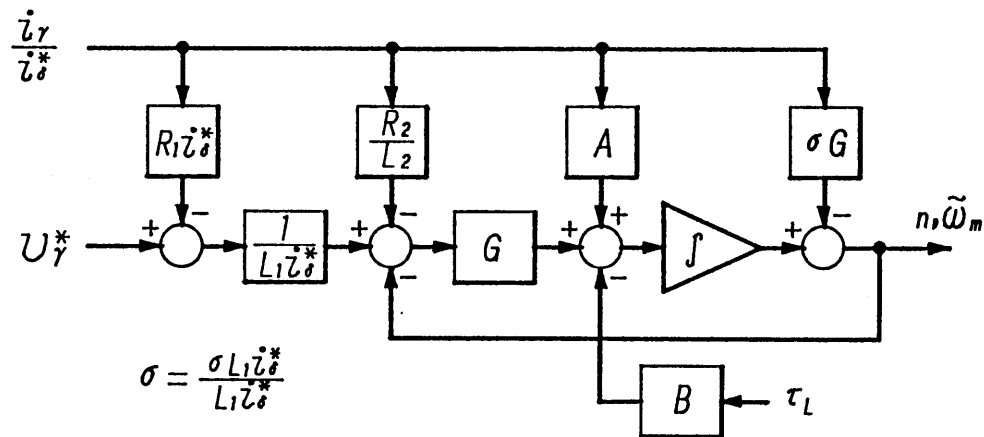 i̇γ / i̇δ*
R₁i̇δ*
R₂ / L₂
A
σG
Uγ*
+
−
1 / L₁i̇δ*
+
−
−
G
+
+
−
∫
+
−
n, ω̃ₘ
σ = σL₁i̇δ* / L₁i̇δ*
B
τL